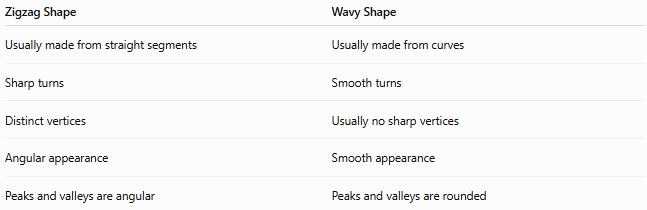 Zigzag Shape Wavy Shape
Usually made from straight segments Usually made from curves
Sharp turns Smooth turns
Distinct vertices Usually no sharp vertices
Angular appearance Smooth appearance
Peaks and valleys are angular Peaks and valleys are rounded